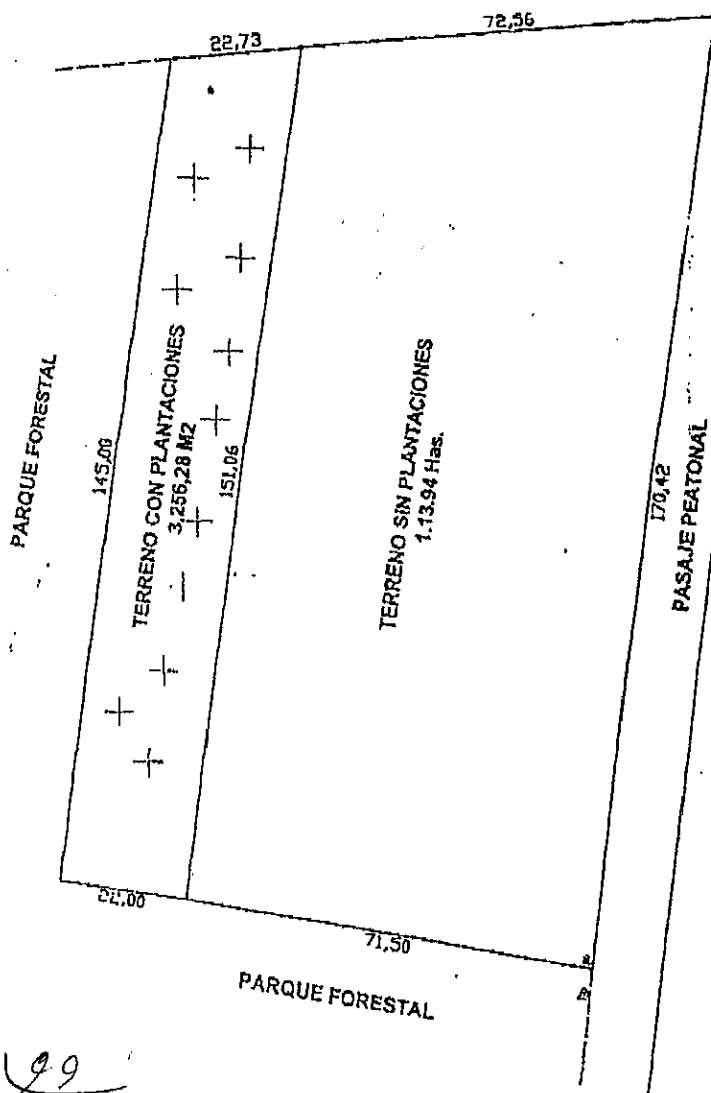 22,73
72,56
PARQUE FORESTAL
145,00
TERRENO CON PLANTACIONES
3,256,28 M2
151,06
TERRENO SIN PLANTACIONES
1.13.94 Has.
170,42
PASAJE PEATONAL
71,50
PARQUE FORESTAL
99